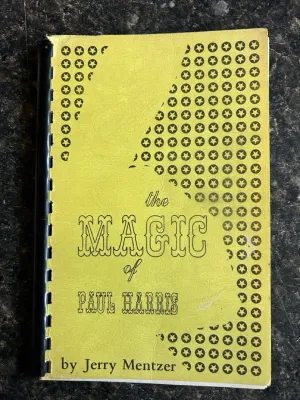 the
MAGIC
of
PAUL HARRIS
by Jerry Mentzer